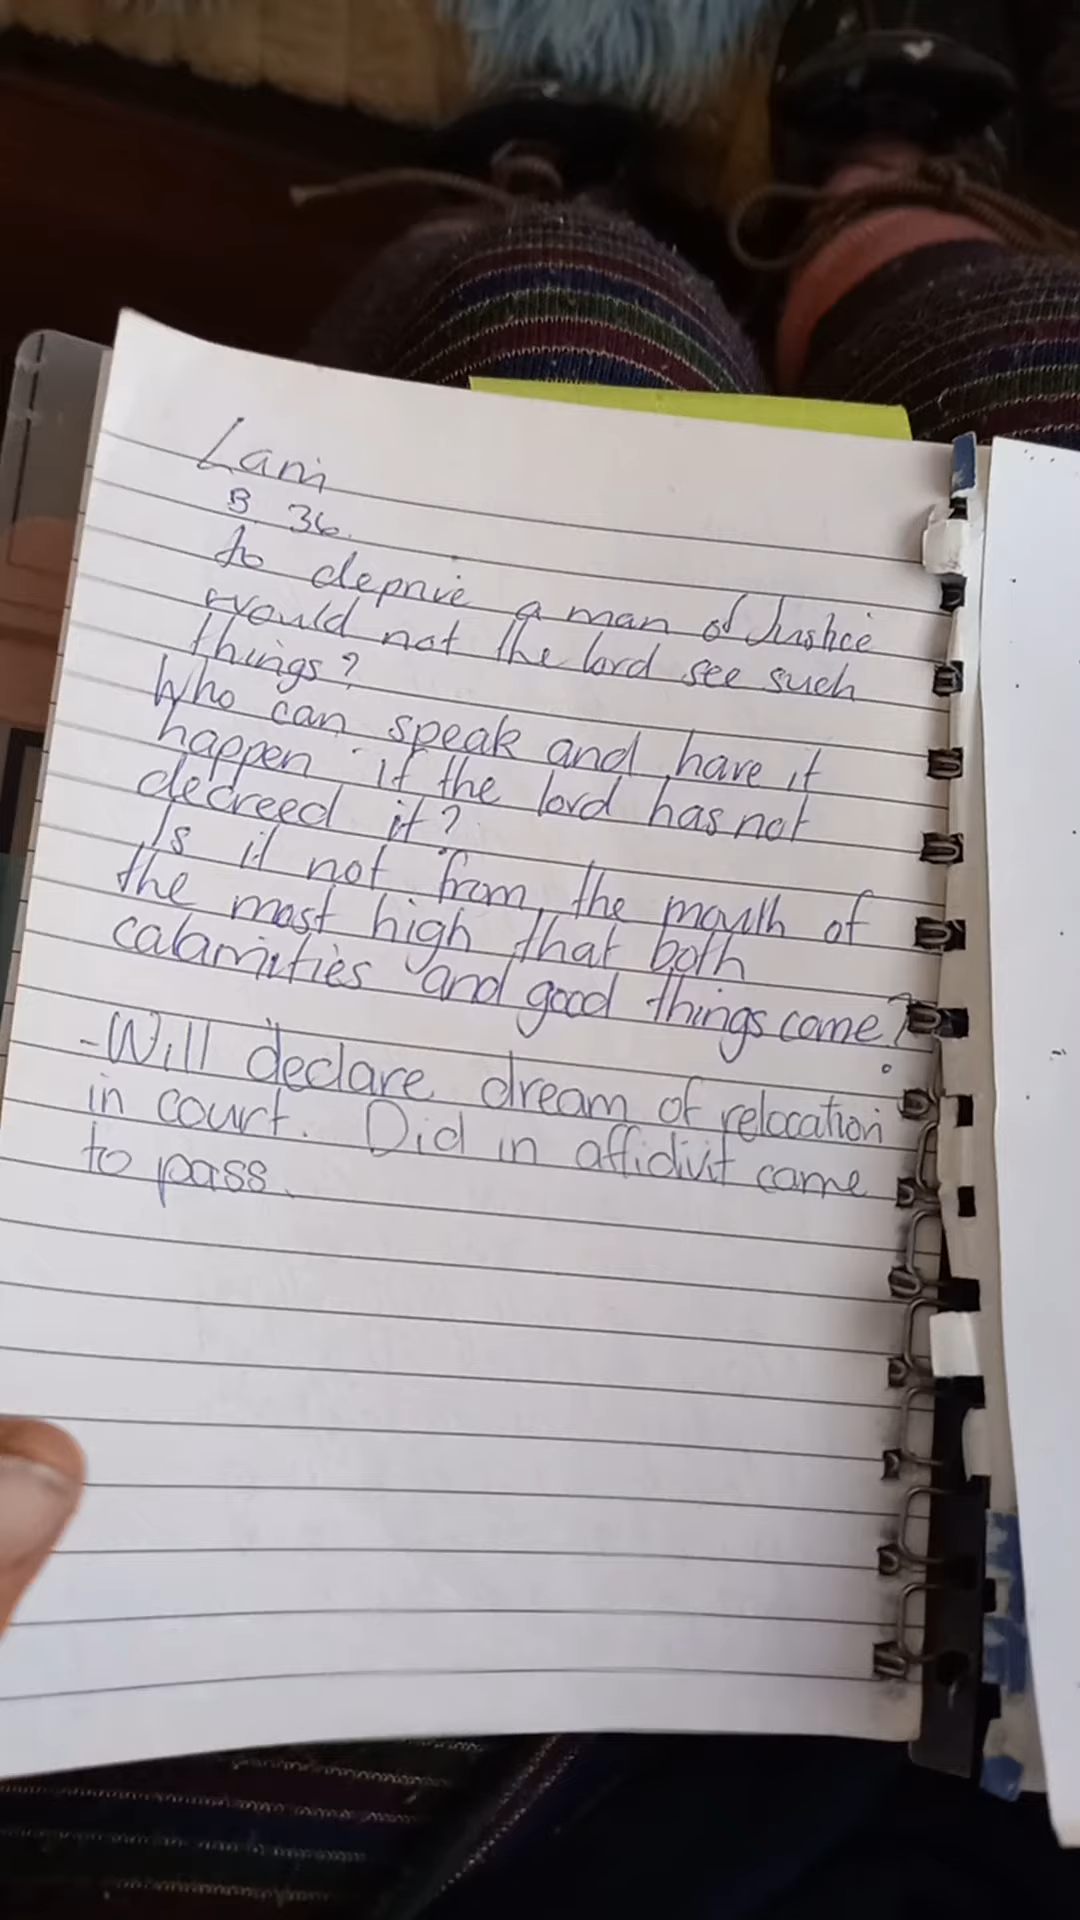 Lam
3 36.
to deprive a man of Justice
would not the lord see such
things?
Who can speak and have it
happen if the lord has not
decreed it?
Is it not from the mouth of
the most high that both
calamities and good things come?
-Will declare dream of relocation
in court. Did in affidivit came
to pass.